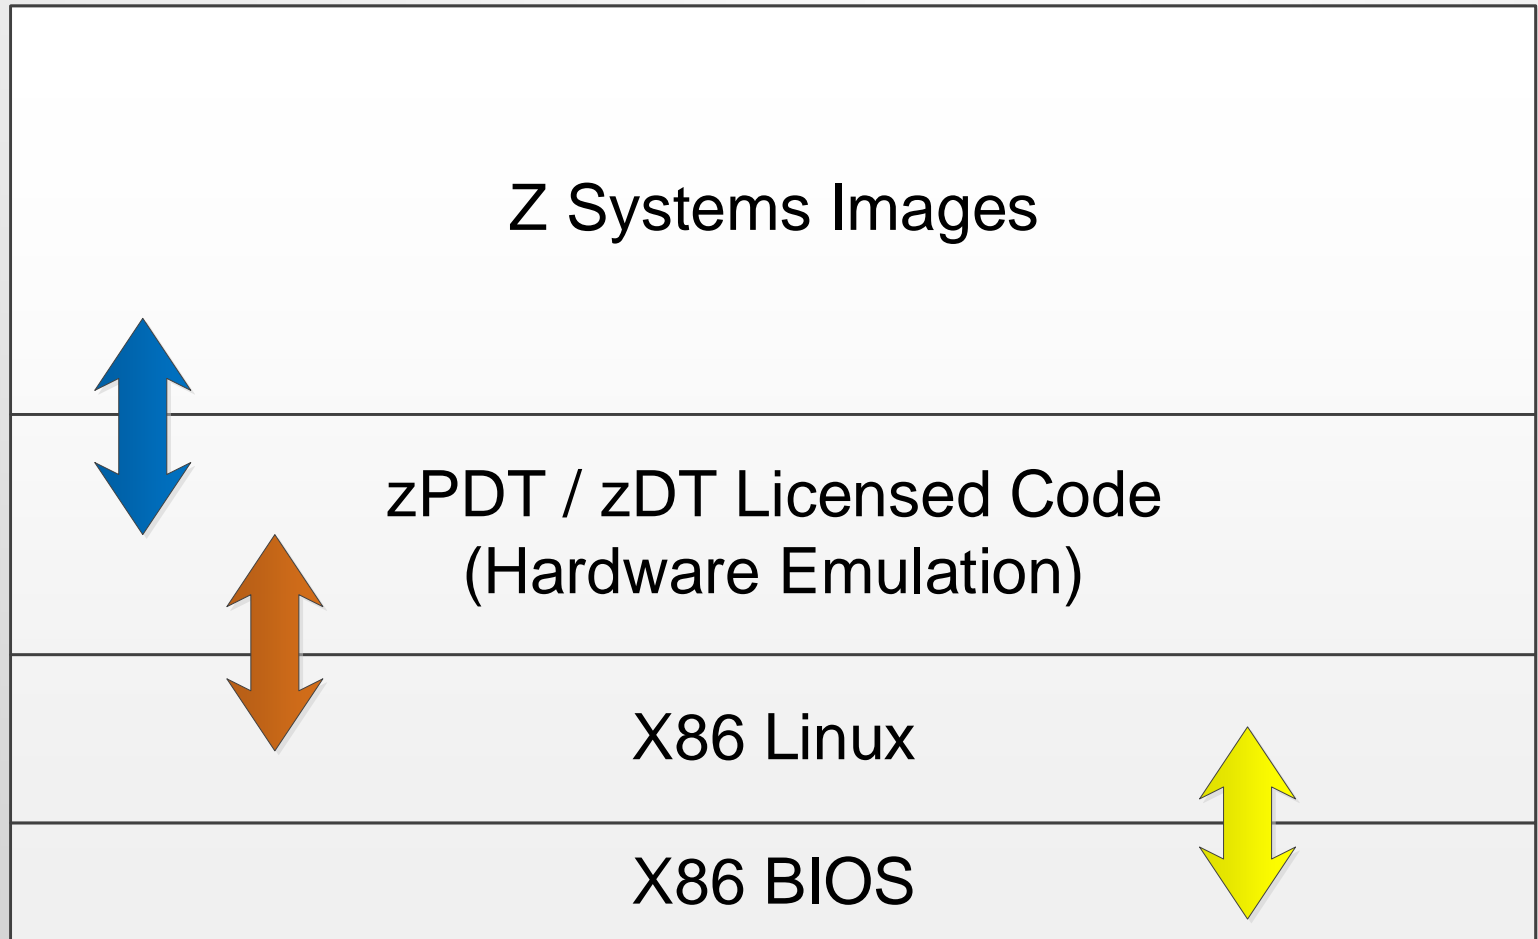 Z Systems Images
zPDT / zDT Licensed Code
(Hardware Emulation)
X86 Linux
X86 BIOS